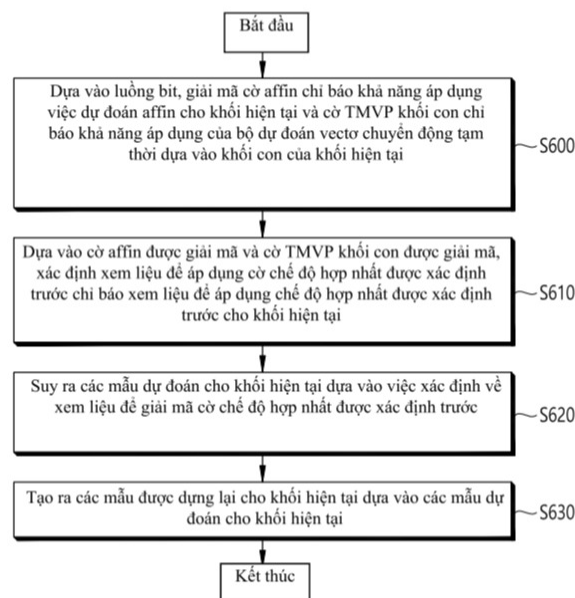 Bắt đầu
Dựa vào luồng bit, giải mã cờ affin chỉ báo khả năng áp dụng
việc dự đoán affin cho khối hiện tại và cờ TMVP khối con chỉ
báo khả năng áp dụng của bộ dự đoán vectơ chuyển động tạm
thời dựa vào khối con của khối hiện tại
S600
Dựa vào cờ affin được giải mã và cờ TMVP khối con được giải mã,
xác định xem liệu để áp dụng cờ chế độ hợp nhất được xác định
trước chỉ báo xem liệu để áp dụng chế độ hợp nhất được xác định
trước cho khối hiện tại
S610
Suy ra các mẫu dự đoán cho khối hiện tại dựa vào việc xác định về
xem liệu để giải mã cờ chế độ hợp nhất được xác định trước
S620
Tạo ra các mẫu được dựng lại cho khối hiện tại dựa vào các mẫu dự
đoán cho khối hiện tại
S630
Kết thúc